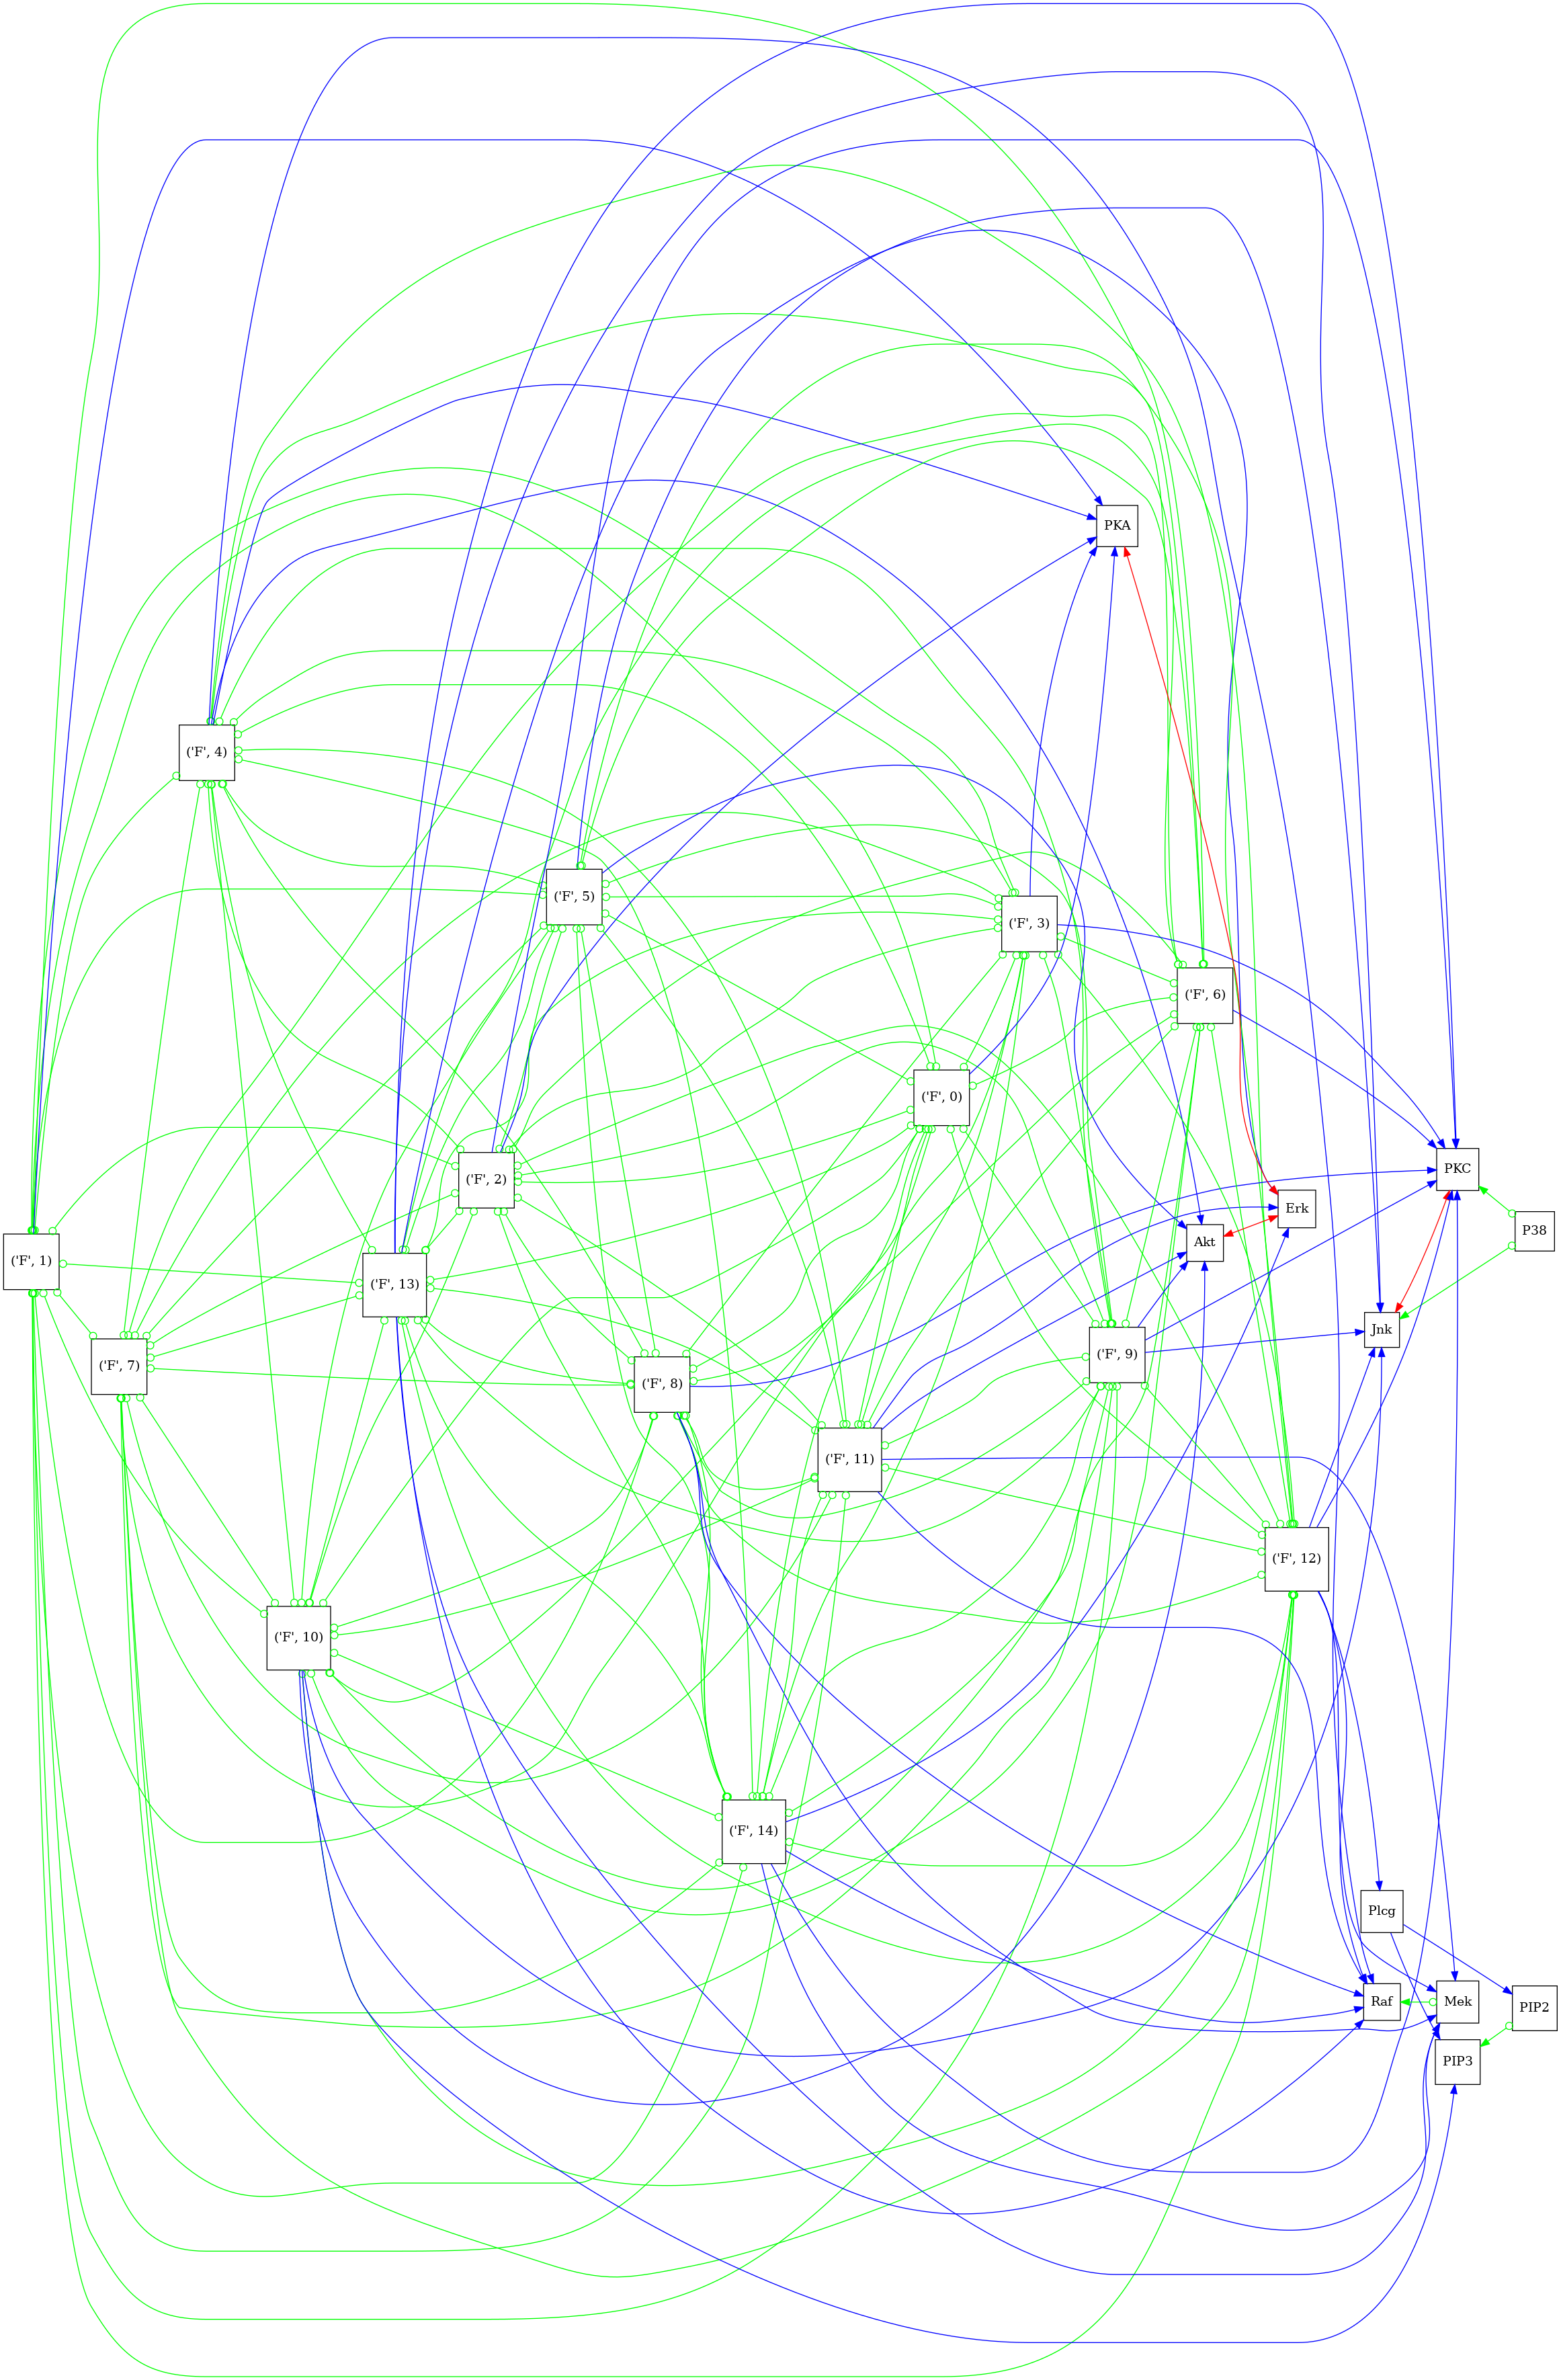 PKA
('F', 4)
('F', 5)
('F', 3)
('F', 6)
('F', 0)
PKC
('F', 2)
Erk
P38
Akt
('F', 1)
('F', 13)
Jnk
('F', 9)
('F', 7)
('F', 8)
('F', 11)
('F', 12)
('F', 10)
('F', 14)
Plcg
Raf
Mek
PIP2
PIP3